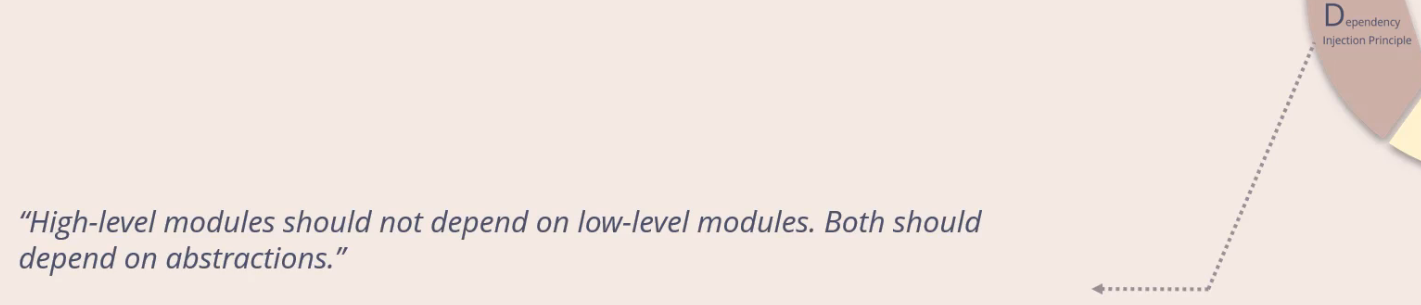 Dependency
Injection Principle
“High-level modules should not depend on low-level modules. Both should
depend on abstractions.”